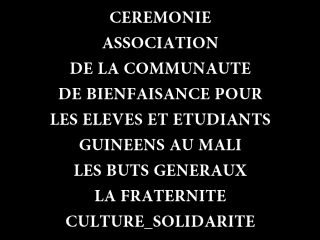 CEREMONIE
ASSOCIATION
DE LA COMMUNAUTE
DE BIENFAISANCE POUR
LES ELEVES ET ETUDIANTS
GUINEENS AU MALI
LES BUTS GENERAUX
LA FRATERNITE
CULTURE_SOLIDARITE